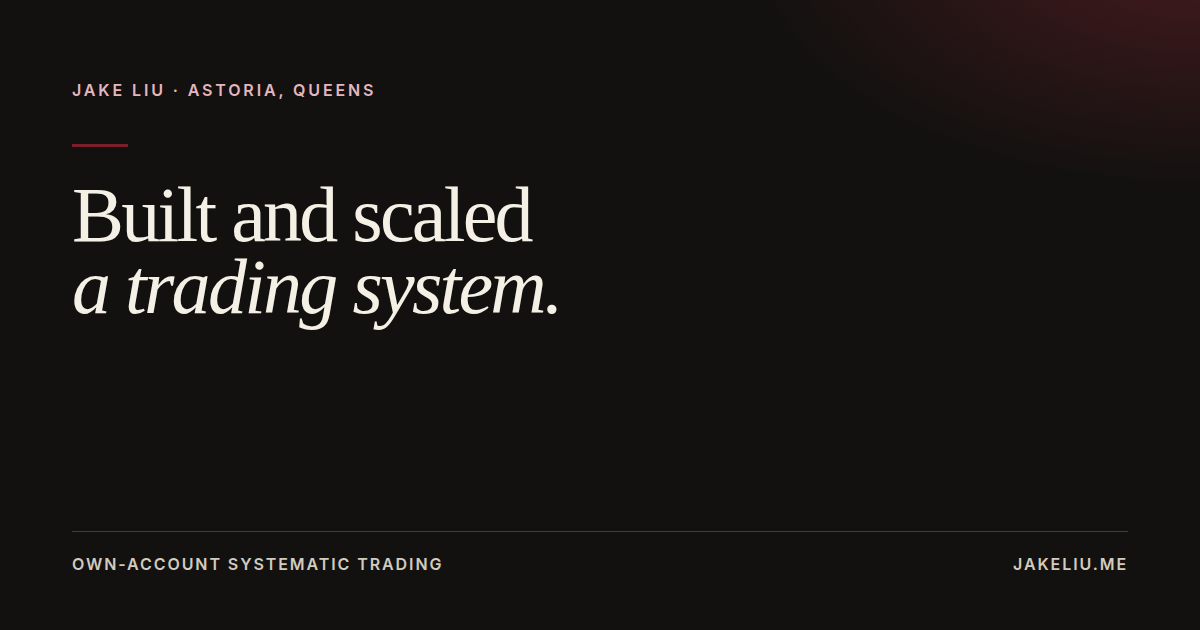 JAKE LIU · ASTORIA, QUEENS
Built and scaled
a trading system.
OWN-ACCOUNT SYSTEMATIC TRADING
JAKELIU.ME